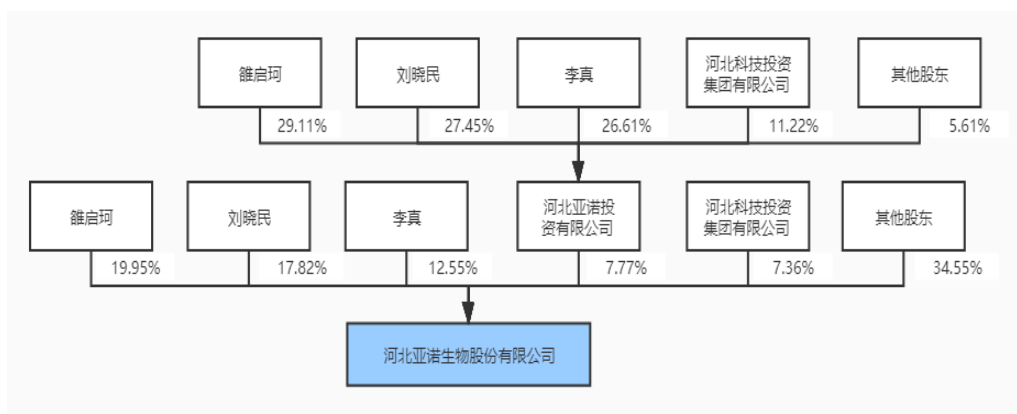 雒启珂
刘晓民
李真
河北科技投资
集团有限公司
其他股东
29.11%
27.45%
26.61%
11.22%
5.61%
雒启珂
刘晓民
李真
河北亚诺投
资有限公司
河北科技投资
集团有限公司
其他股东
19.95%
17.82%
12.55%
7.77%
7.36%
34.55%
河北亚诺生物股份有限公司